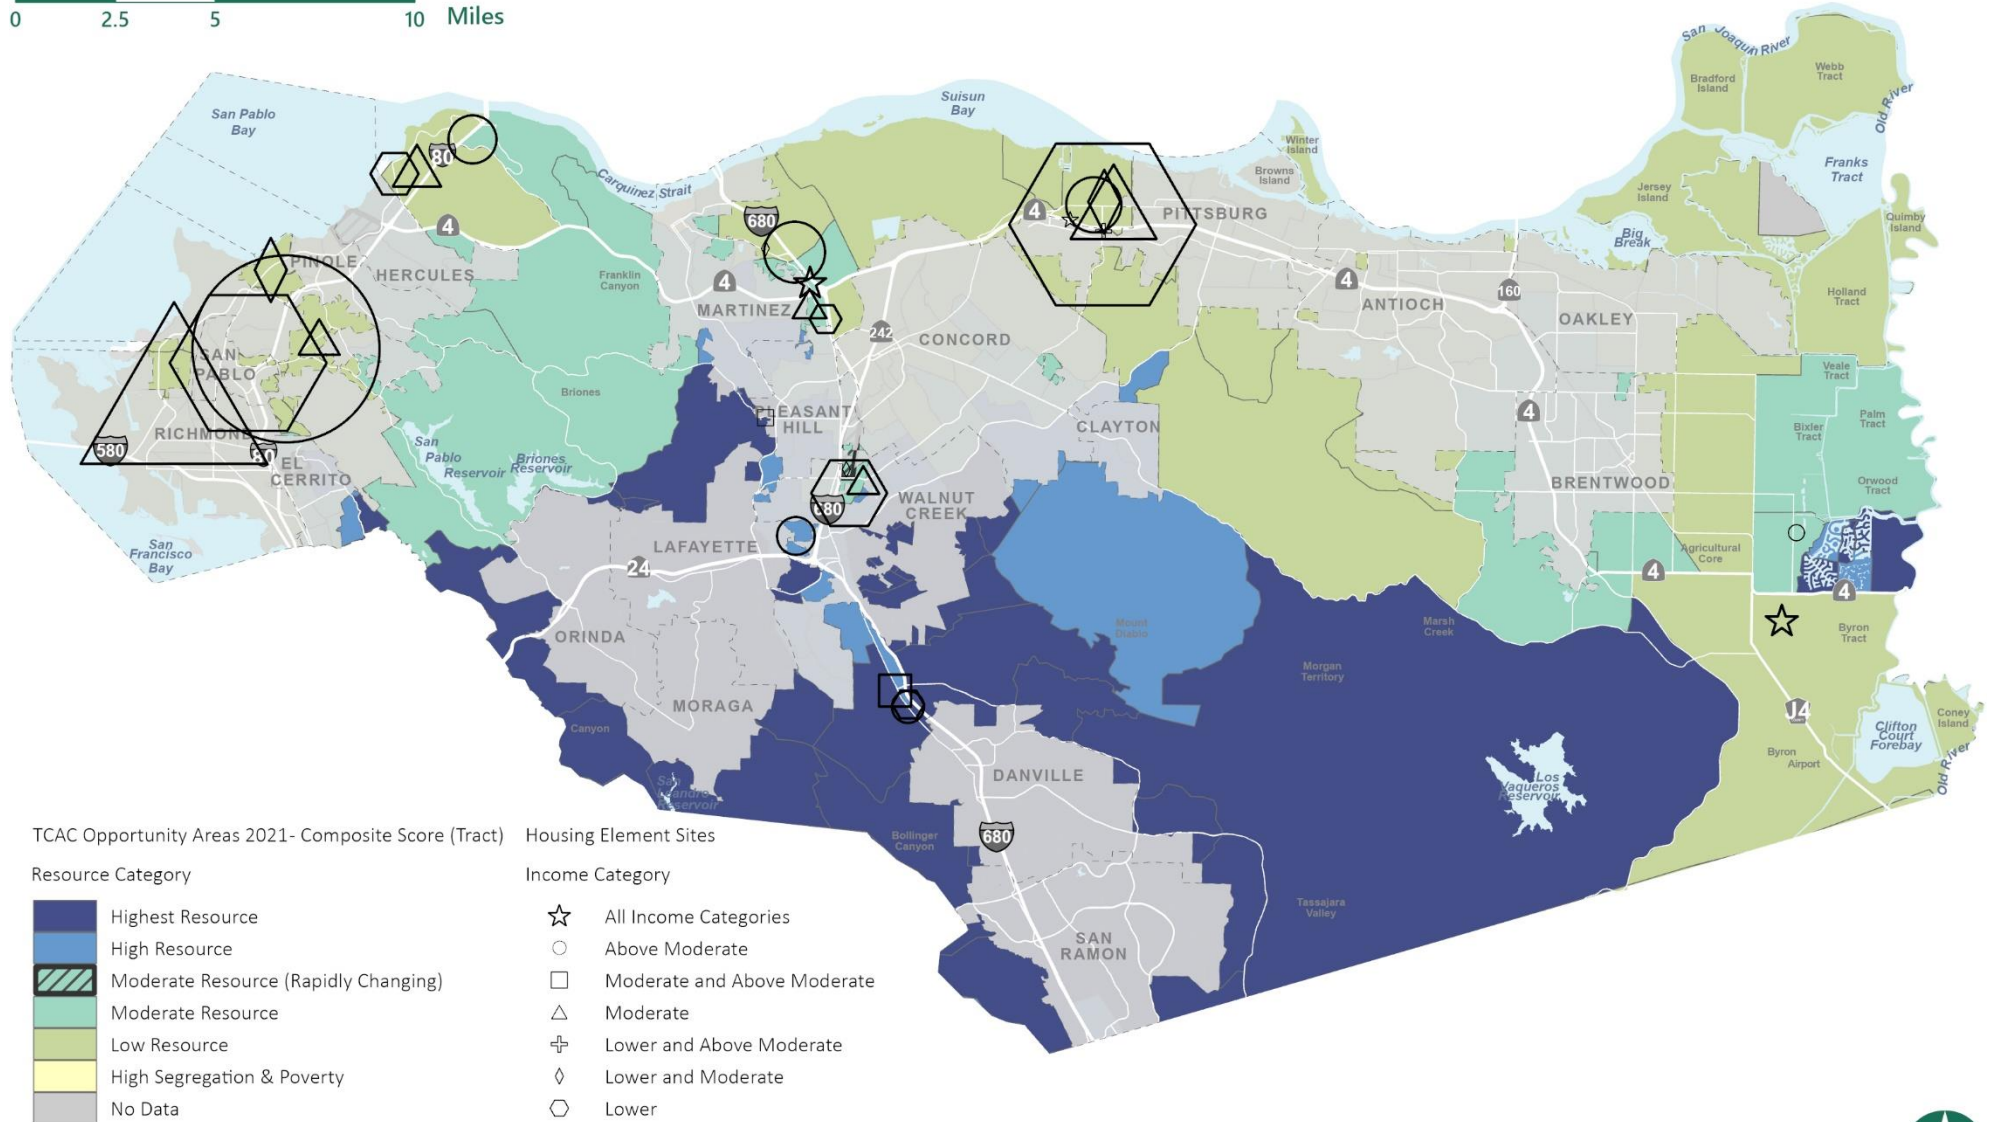 0 2.5 5 10 Miles
San Joaquin River
Webb
Tract
Bradford
Island
Old River
San Pablo
Bay
Suisun
Bay
Winter
Island
Franks
Tract
Browns
Island
80
Carquinez Strait
Jersey
Island
4
PITTSBURG
Quimby
Island
680
4
Big
Break
PINOLE
HERCULES
Franklin
Canyon
4
4
160
Holland
Tract
MARTINEZ
ANTIOCH
OAKLEY
242
CONCORD
SAN
PABLO
Briones
Veale
Tract
4
PLEASANT
HILL
CLAYTON
Palm
Tract
Bixler
Tract
RICHMOND
580
80
EL
CERRITO
San
Pablo
Reservoir
Briones
Reservoir
BRENTWOOD
Orwood
Tract
WALNUT
CREEK
680
San
Francisco
Bay
LAFAYETTE
24
Agricultural
Core
4
4
ORINDA
Mount
Diablo
Marsh
Creek
Byron
Tract
Morgan
Territory
MORAGA
Canyon
J4
Coney
Island
Clifton
Court
Forebay
Byron
Airport
Old River
San
Leandro
Reservoir
DANVILLE
Los
Vaqueros
Reservoir
680
Bollinger
Canyon
Tassajara
Valley
SAN
RAMON
TCAC Opportunity Areas 2021- Composite Score (Tract)
Resource Category
Highest Resource
High Resource
Moderate Resource (Rapidly Changing)
Moderate Resource
Low Resource
High Segregation & Poverty
No Data
Housing Element Sites
Income Category
All Income Categories
Above Moderate
Moderate and Above Moderate
Moderate
Lower and Above Moderate
Lower and Moderate
Lower